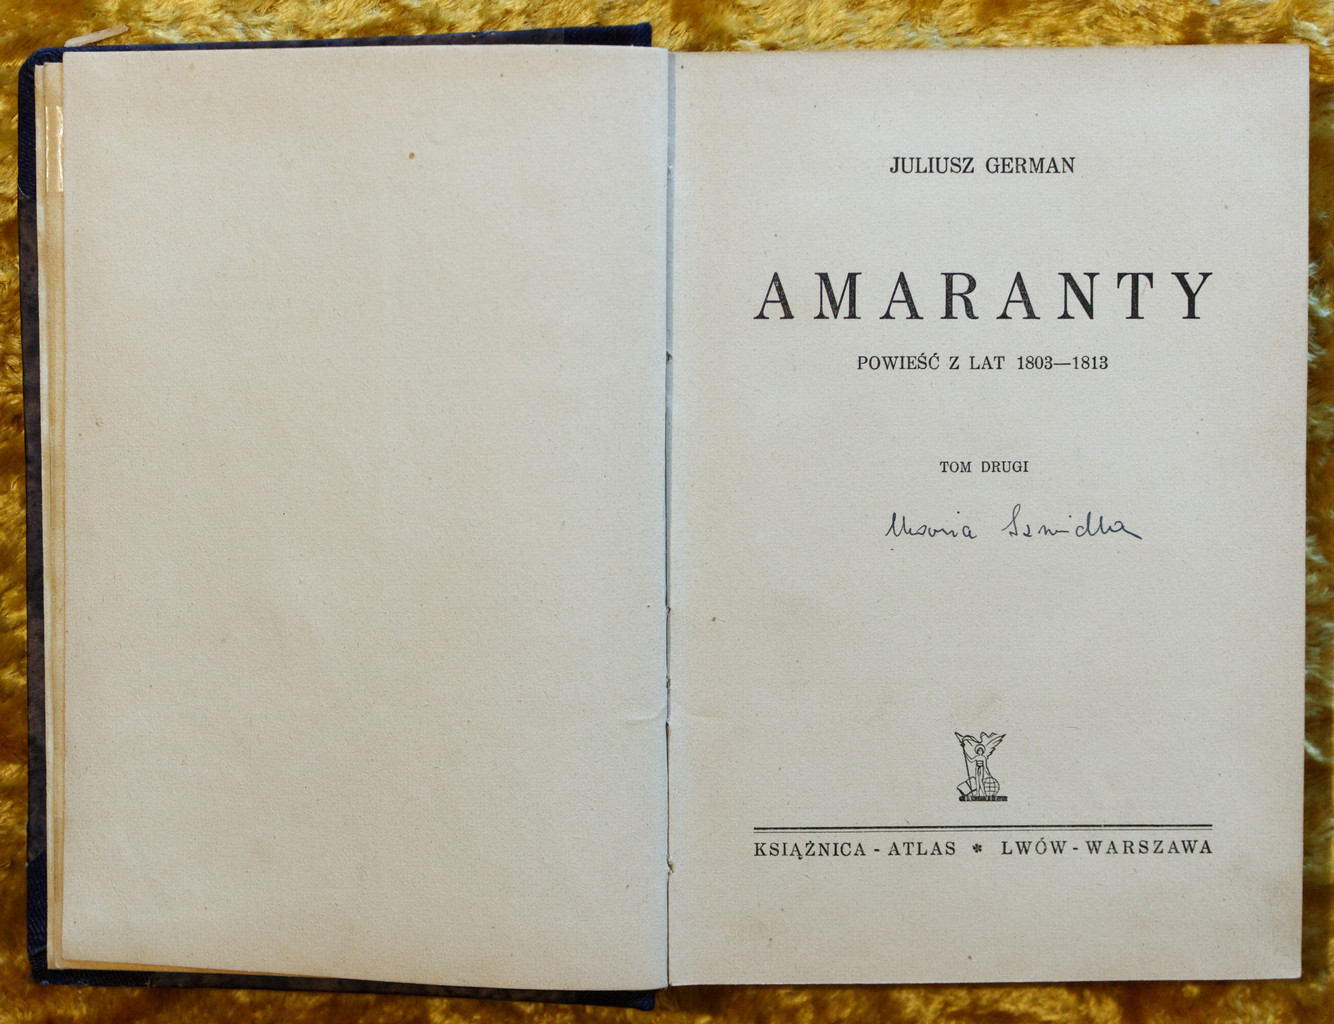 JULIUSZ GERMAN
AMARANTY
POWIEŚĆ Z LAT 1803—1813
TOM DRUGI
KSIĄŻNICA - ATLAS * LWÓW - WARSZAWA